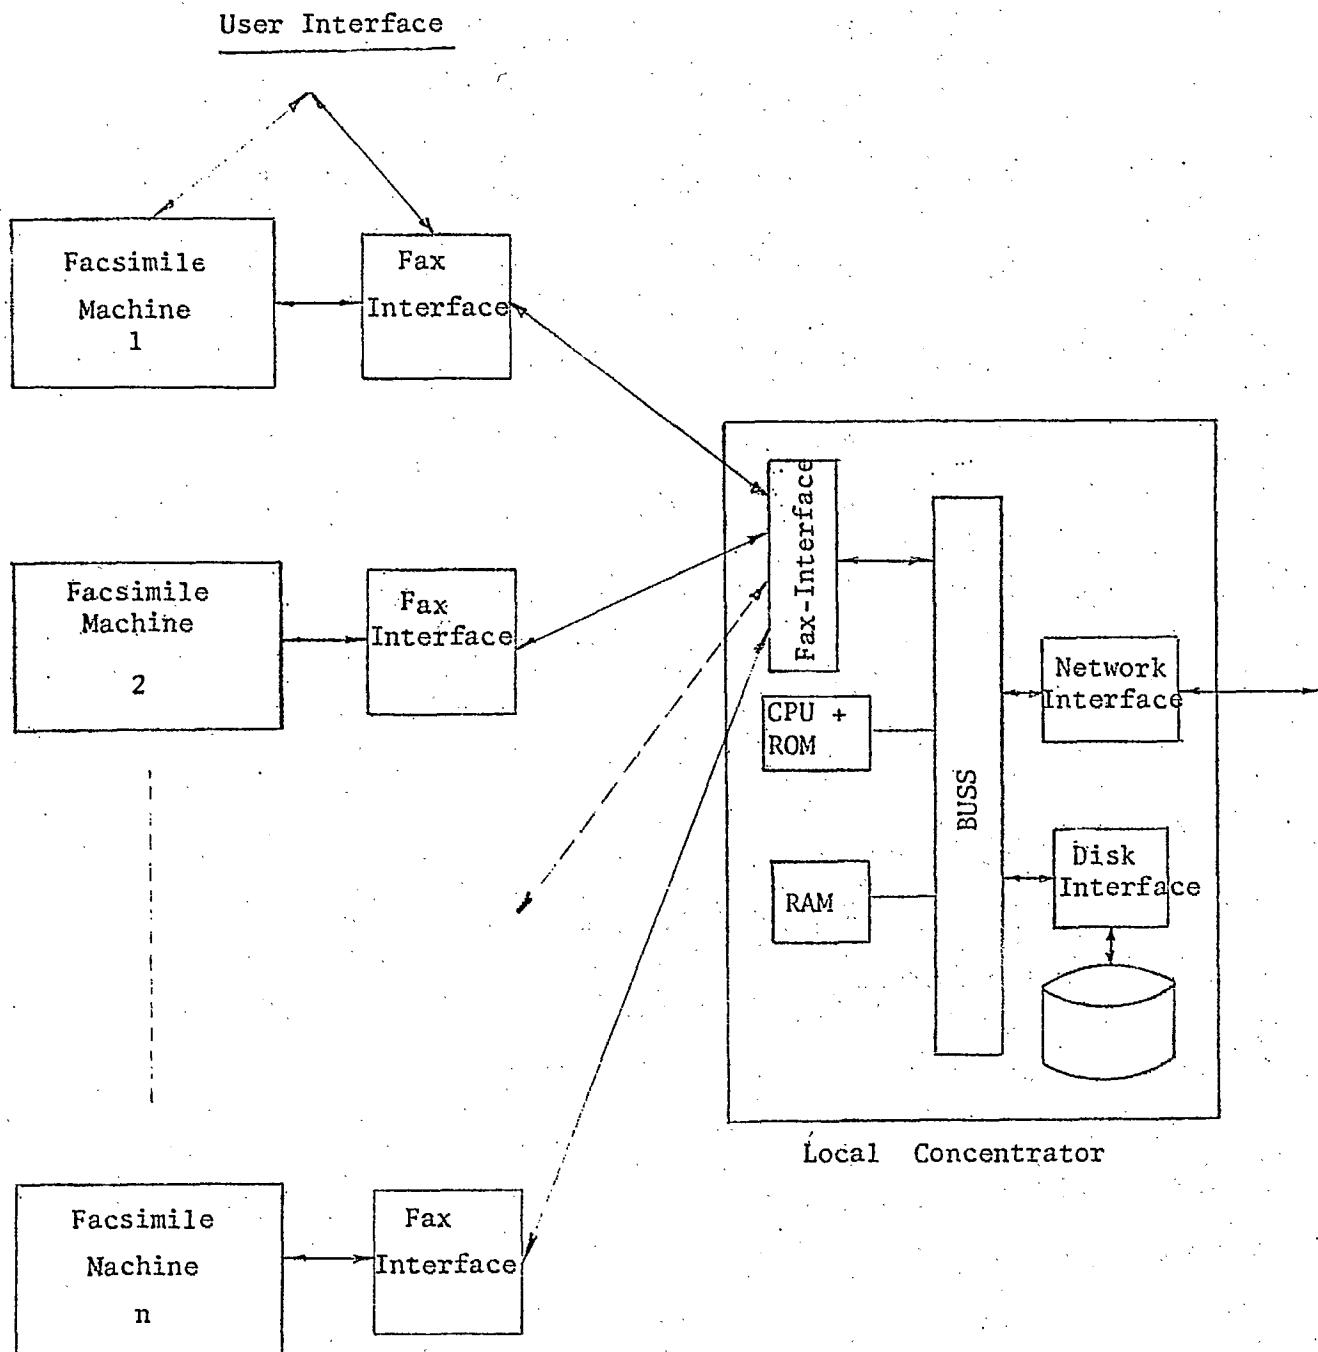 User Interface
Facsimile
Machine
1
Fax
Interface
Facsimile
Machine
2
Fax
Interface
Facsimile
Machine
n
Fax
Interface
Fax-Interface
CPU +
ROM
RAM
BUSS
Network
Interface
Disk
Interface
Local Concentrator